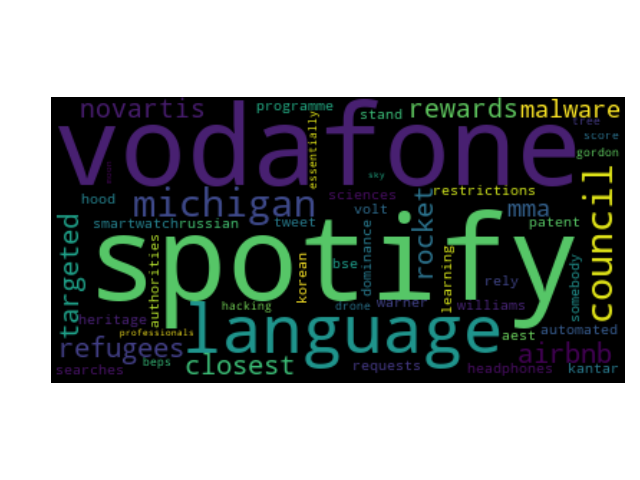 novartis programme stand rewards malware
tree
score
vodafone
essentially
gordon
sky
hood michigan sciences restrictions
volt rocket mma
smartwatch russian tweet patent
council
targeted
spotify
authorities
korean
bse
dominance
learning
rely
somebody
hacking drone warner williams
heritage language
professionals
automated
aest
refugees closest airbnb
beps
searches requests headphones kantar